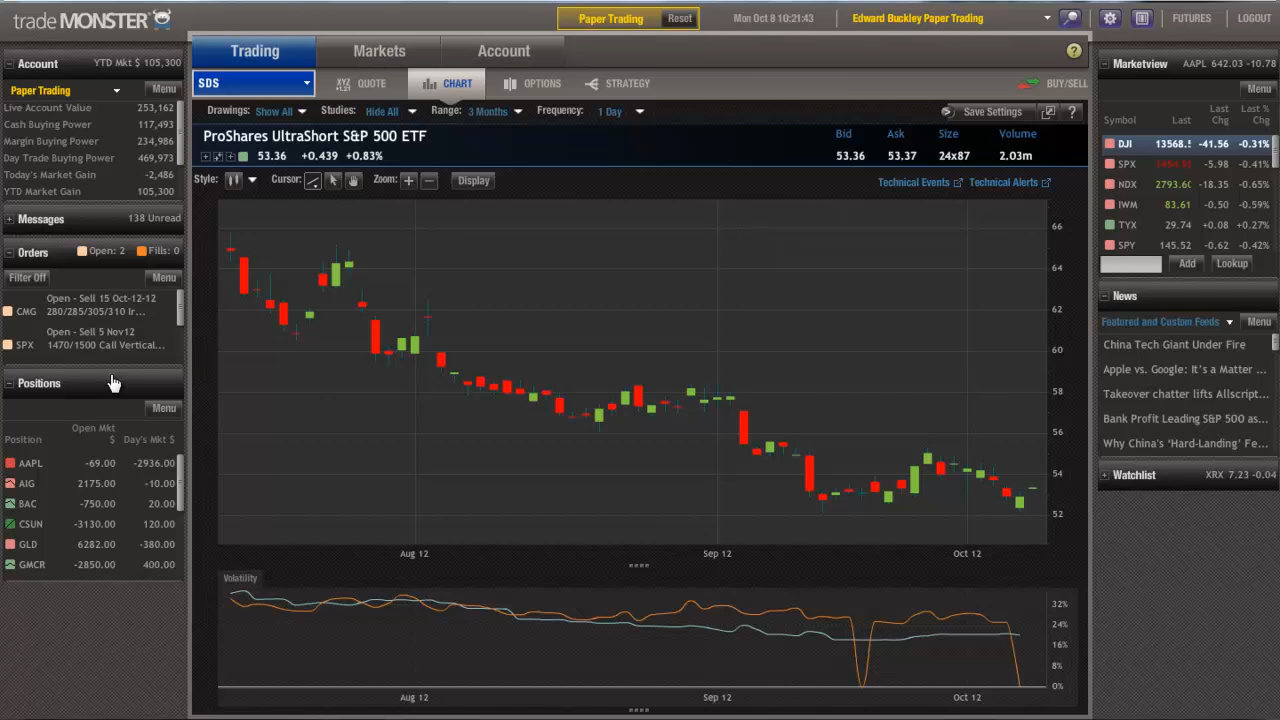 tradeMONSTER
Paper Trading Reset
Mon Oct 8 10:21:43
Edward Buckley Paper Trading
FUTURES
LOGOUT
Account YTD Mkt $ 105,300
Paper Trading Menu
Live Account Value 253,162
Cash Buying Power 117,493
Margin Buying Power 234,986
Day Trade Buying Power 469,973
Today's Market Gain -2,486
YTD Market Gain 105,300
Messages 138 Unread
Orders Open: 2 Fills: 0
Filter Off Menu
Open - Sell 15 Oct-12-12
CMG 280/285/305/310 Ir...
Open - Sell 5 Nov12
SPX 1470/1500 Call Vertical...
Positions
Menu
Open Mkt
Position $ Day's Mkt $
AAPL -69.00 -2936.00
AIG 2175.00 -10.00
BAC -750.00 20.00
CSUN -3130.00 120.00
GLD 6282.00 -380.00
GMCR -2850.00 400.00
Trading Markets Account ?
SDS XYZ QUOTE CHART OPTIONS STRATEGY BUY/SELL
Drawings: Show All Studies: Hide All Range: 3 Months Frequency: 1 Day Save Settings ?
ProShares UltraShort S&P 500 ETF Bid Ask Size Volume
53.36 +0.439 +0.83% 53.36 53.37 24x87 2.03m
Style: Cursor: Zoom: + - Display Technical Events Technical Alerts
66
64
62
60
58
56
54
52
Aug 12 Sep 12 Oct 12
Volatility
32%
24%
16%
8%
0%
Aug 12 Sep 12 Oct 12
Marketview AAPL 642.03 -10.78
Menu
Last Last %
Symbol Last Chg Chg
DJI 13568.5 -41.56 -0.31%
SPX -5.98 -0.41%
NDX 2793.60 -18.35 -0.65%
IWM 83.61 -0.50 -0.59%
TYX 29.74 +0.08 +0.27%
SPY 145.52 -0.62 -0.42%
Add Lookup
News
Featured and Custom Feeds Menu
China Tech Giant Under Fire
Apple vs. Google: It's a Matter ...
Takeover chatter lifts Allscript...
Bank Profit Leading S&P 500 as...
Why China's 'Hard-Landing' Fe...
Watchlist XRX 7.23 -0.04